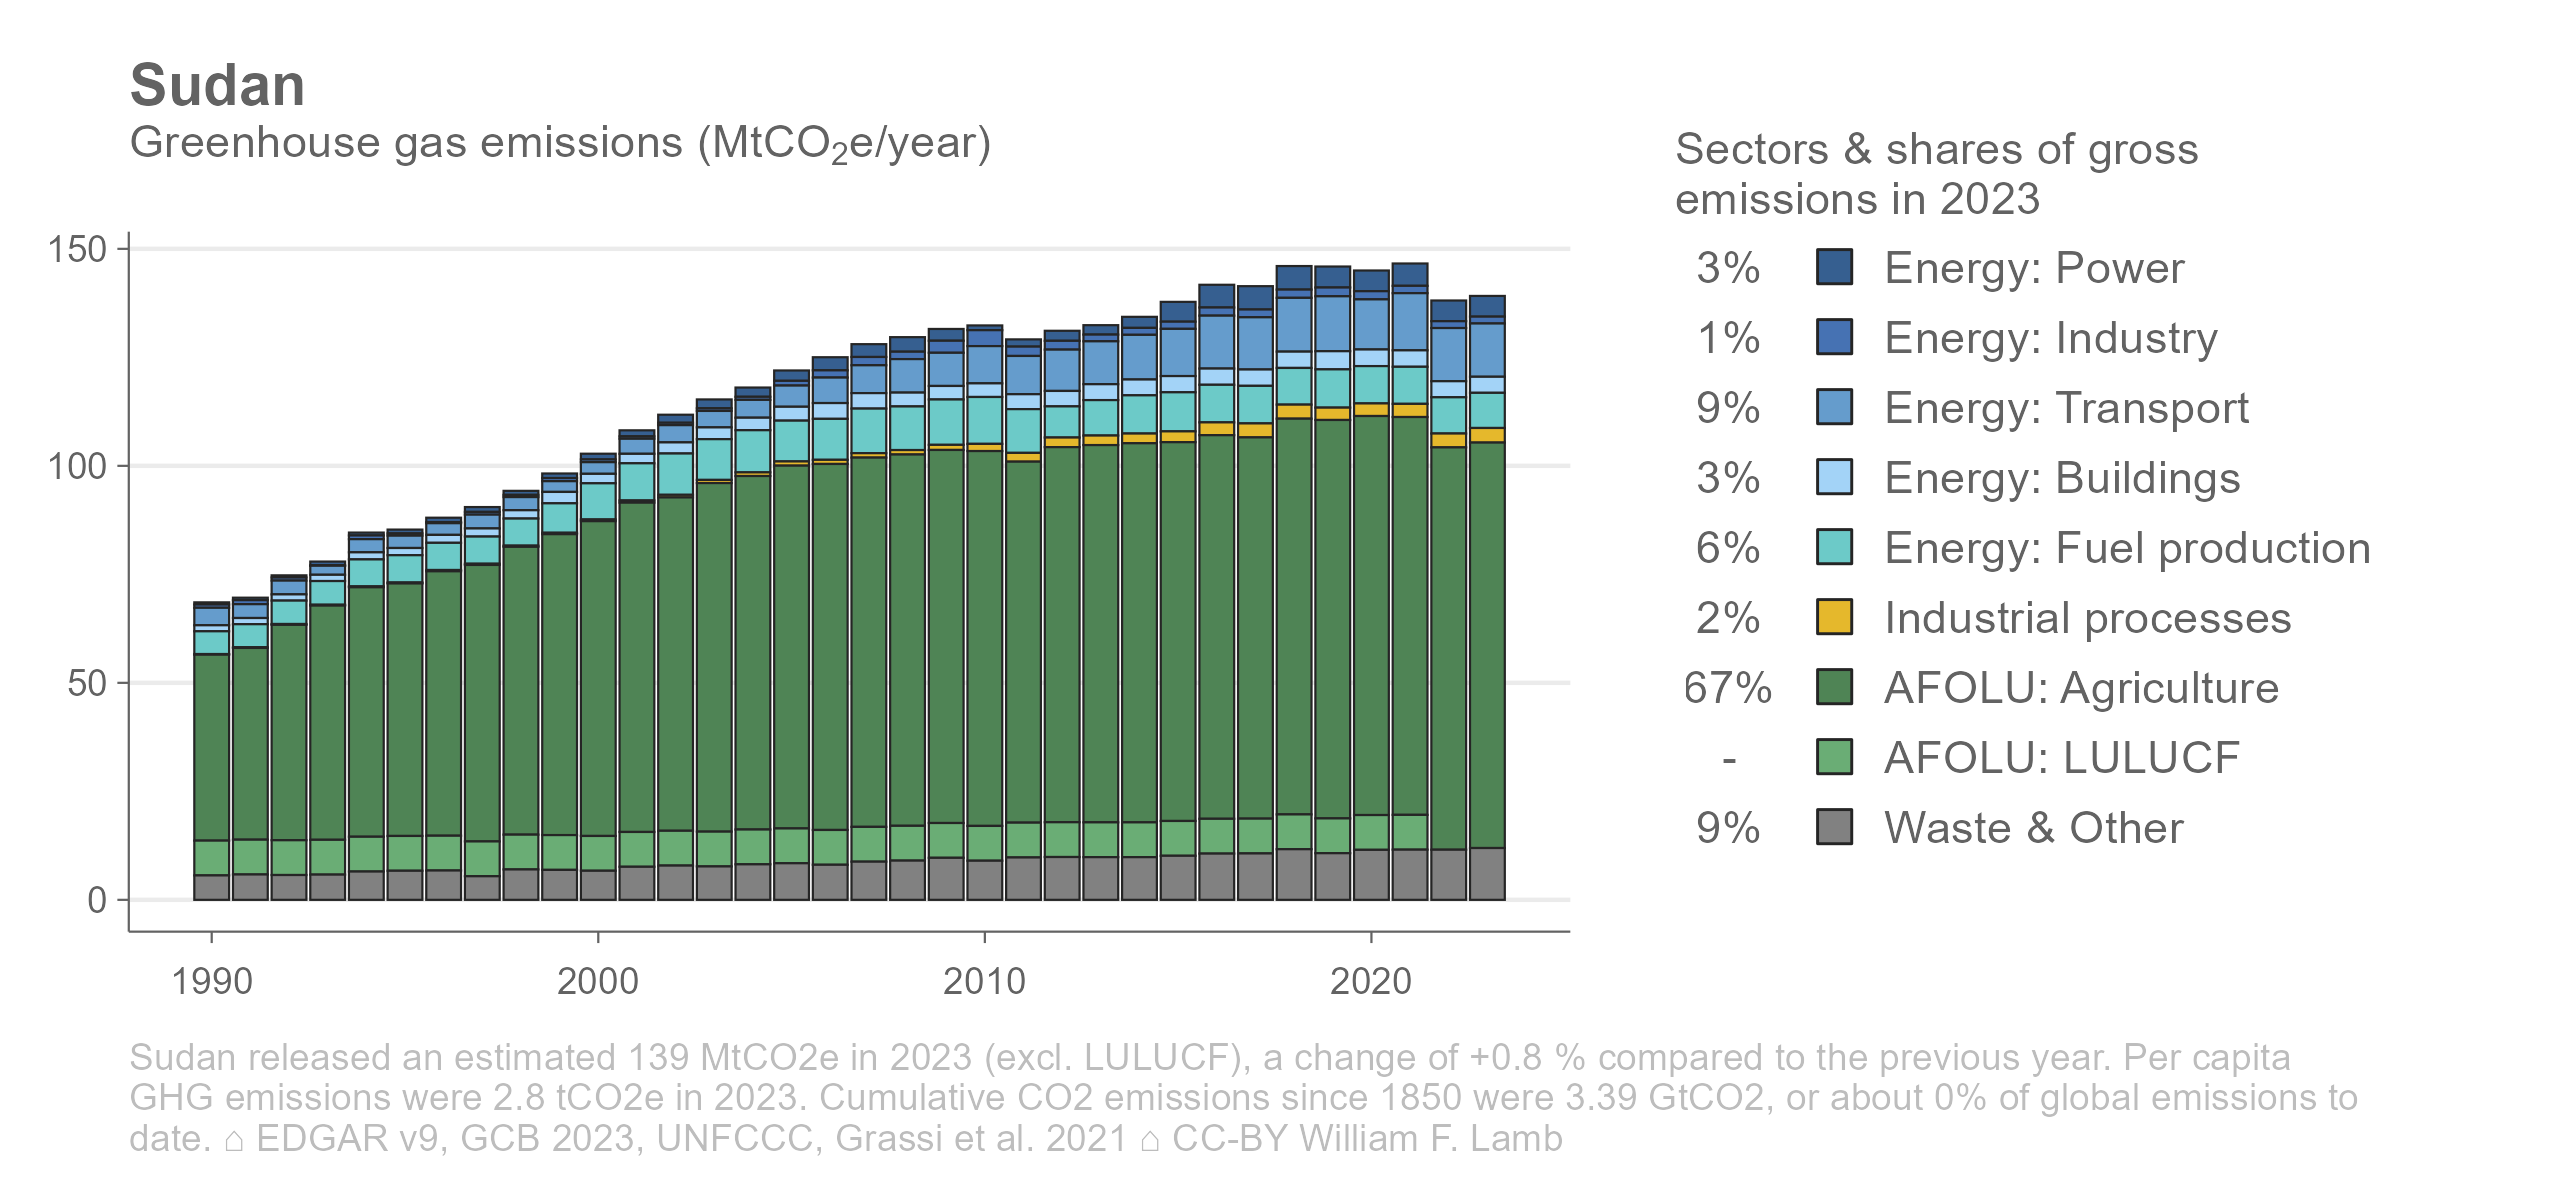 Sudan
Greenhouse gas emissions (MtCO₂e/year)
150
100
50
0
1990 2000 2010 2020
Sectors & shares of gross
emissions in 2023
3% Energy: Power
1% Energy: Industry
9% Energy: Transport
3% Energy: Buildings
6% Energy: Fuel production
2% Industrial processes
67% AFOLU: Agriculture
- AFOLU: LULUCF
9% Waste & Other
Sudan released an estimated 139 MtCO2e in 2023 (excl. LULUCF), a change of +0.8 % compared to the previous year. Per capita
GHG emissions were 2.8 tCO2e in 2023. Cumulative CO2 emissions since 1850 were 3.39 GtCO2, or about 0% of global emissions to
date. ⌂ EDGAR v9, GCB 2023, UNFCCC, Grassi et al. 2021 ⌂ CC-BY William F. Lamb